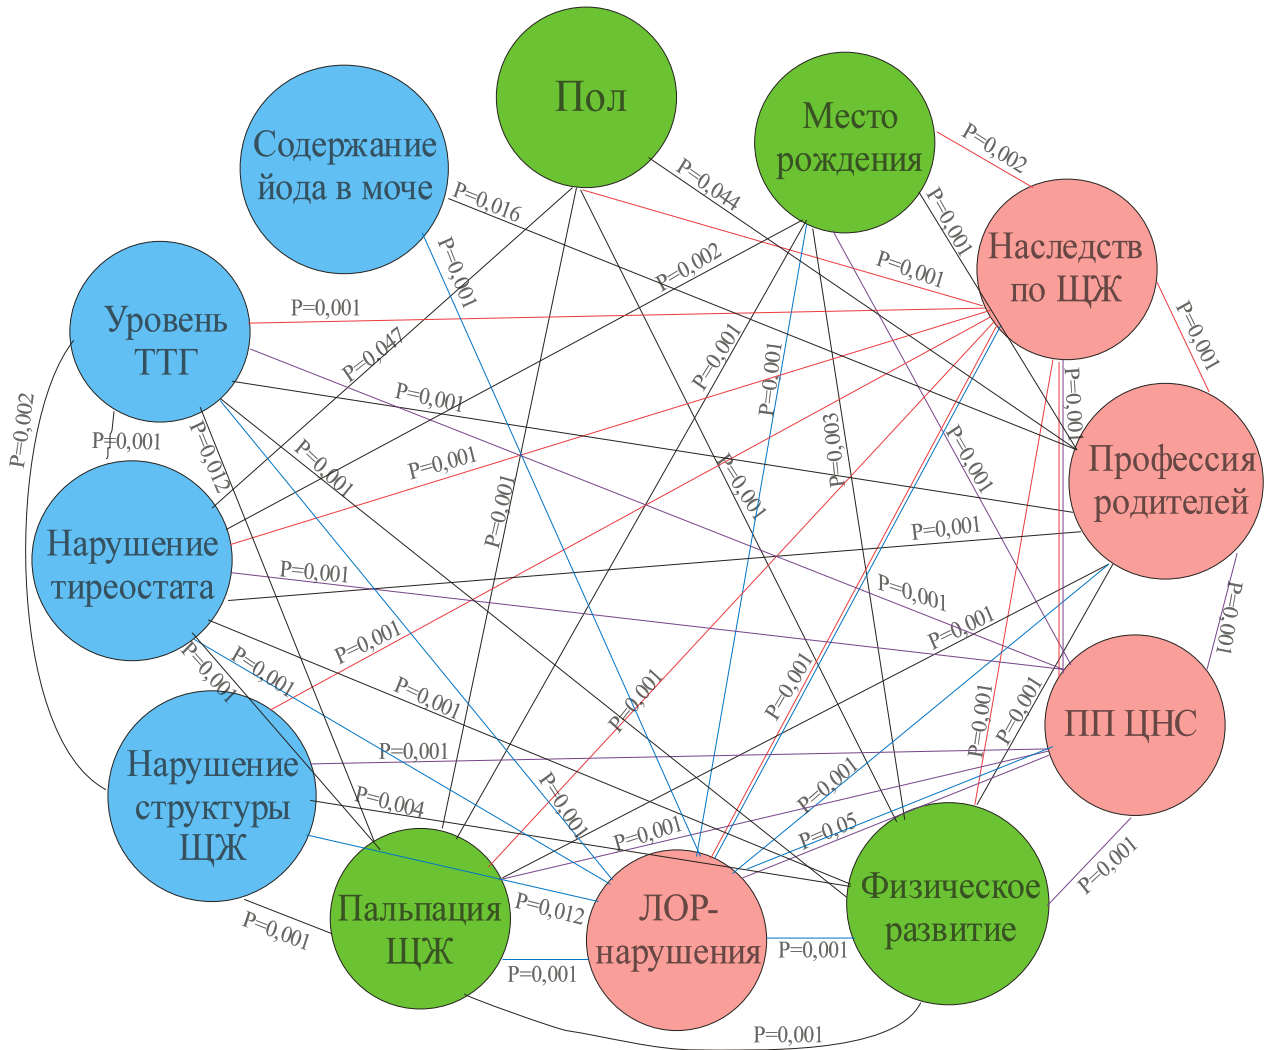 Пол
Место
рождения
Содержание
йода в моче
P=0,002
P=0,044
P=0,016
P=0,001
Наследств
по ЩЖ
P=0,001
P=0,002
P=0,001
P=0,001
P=0,001
Уровень
ТТГ
P=0,047
P=0,001
P=0,001
P=0,001
P=0,002
P=0,001
P=0,001
P=0,012
P=0,001
P=0,001
P=0,003
P=0,001
P=0,001
Профессия
родителей
P=0,001
P=0,001
P=0,001
Нарушение
тиреостата
P=0,001
P=0,001
P=0,001
P=0,001
P=0,001
P=0,001
P=0,001
P=0,001
P=0,001
P=0,001
P=0,001
P=0,001
ПП ЦНС
Нарушение
структуры
ЩЖ
P=0,001
P=0,004
P=0,001
P=0,001
P=0,001
P=0,05
P=0,001
Пальпация
ЩЖ
P=0,012
ЛОР-
нарушения
Физическое
развитие
P=0,001
P=0,001
P=0,001
P=0,001